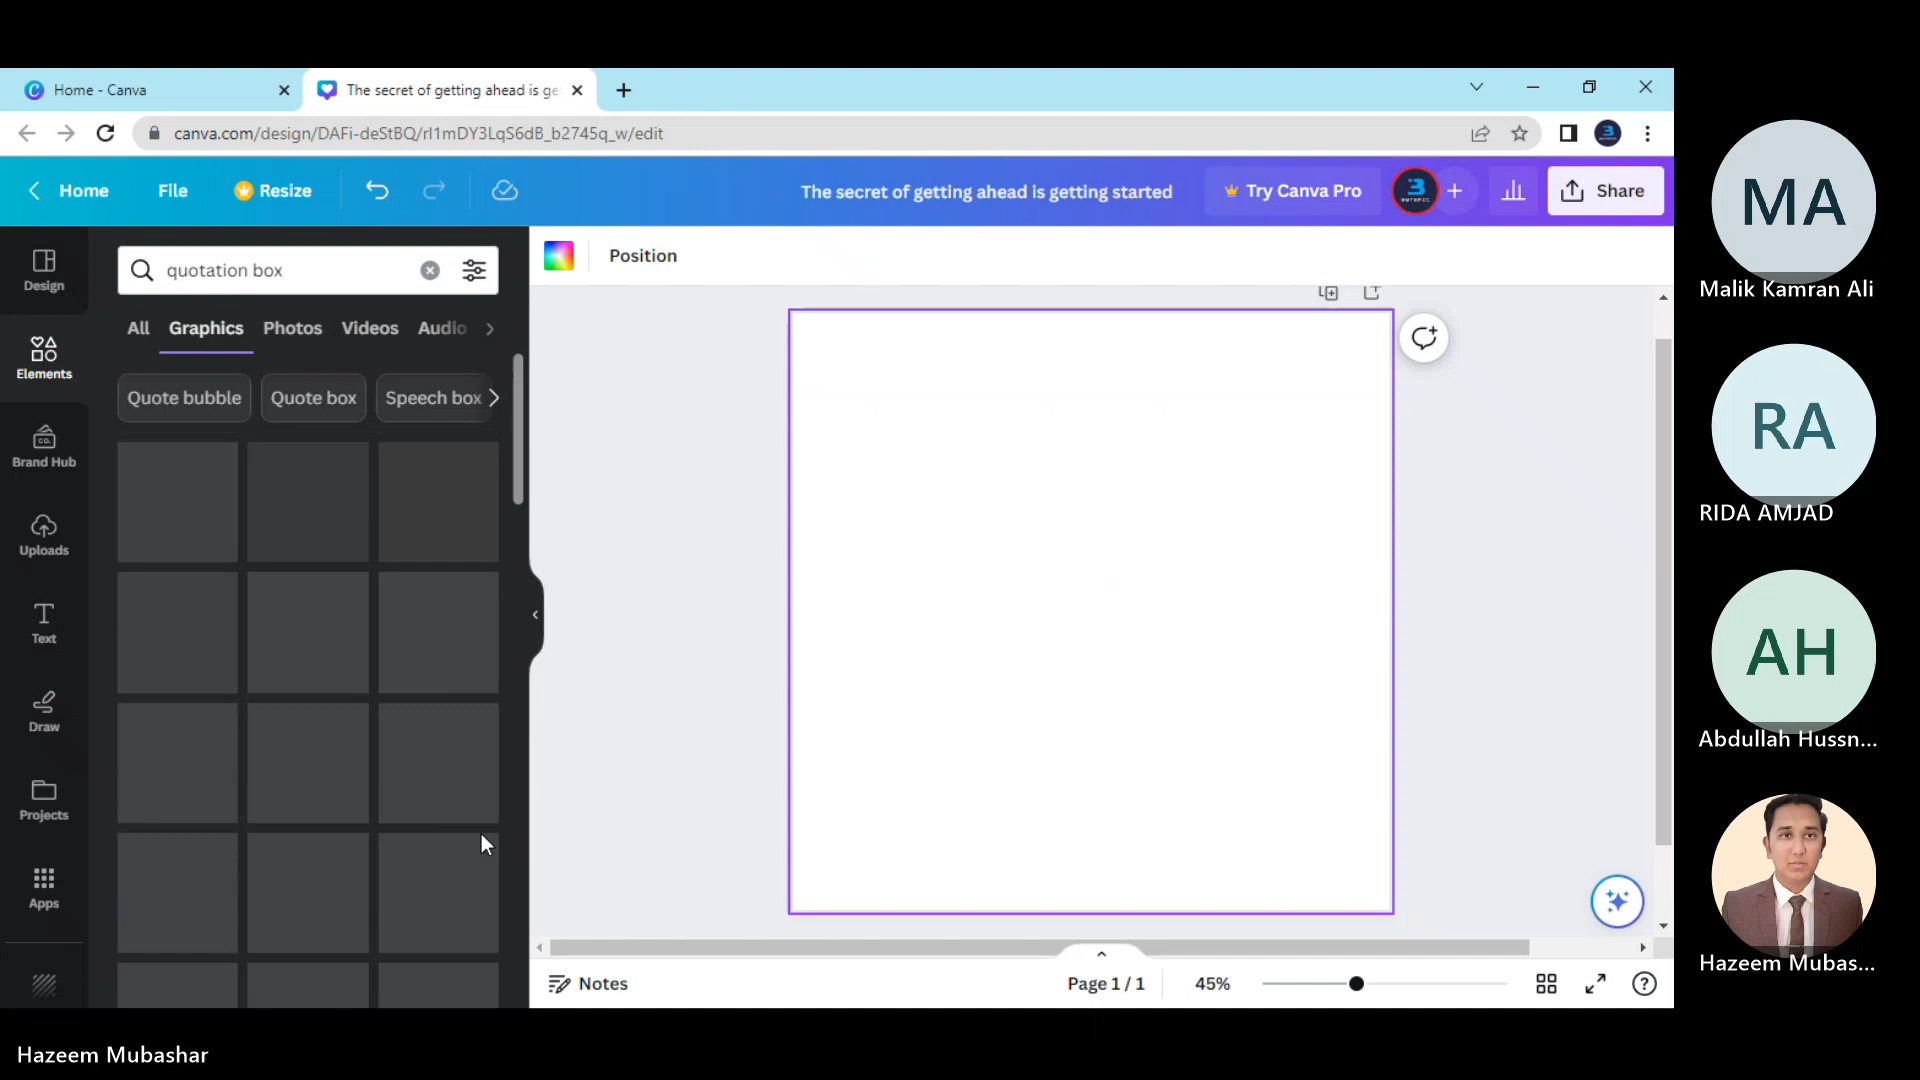 Home - Canva
The secret of getting ahead is ge
canva.com/design/DAFi-deStBQ/rI1mDY3LqS6dB_b2745q_w/edit
Home
File
Resize
The secret of getting ahead is getting started
Try Canva Pro
Share
Design
Elements
Brand Hub
Uploads
Text
Draw
Projects
Apps
quotation box
All Graphics Photos Videos Audio
Quote bubble
Quote box
Speech box
Position
Notes
Page 1 / 1
45%
MA
Malik Kamran Ali
RA
RIDA AMJAD
AH
Abdullah Hussn...
Hazeem Mubas...
Hazeem Mubashar